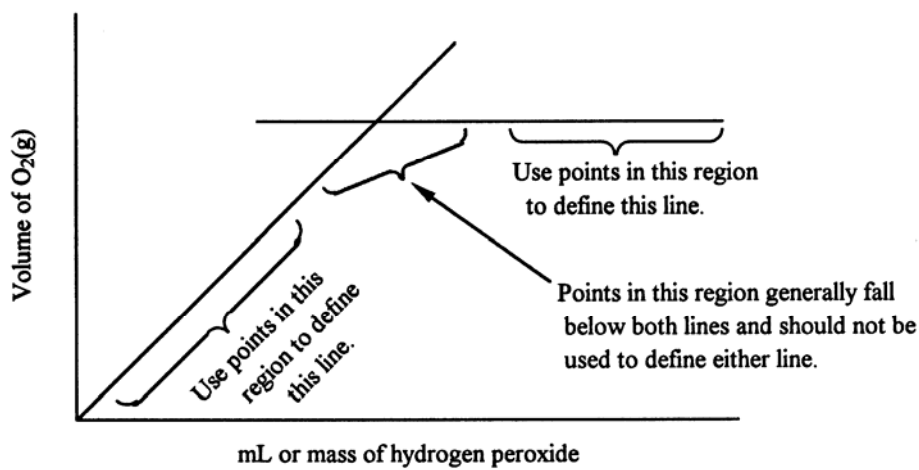 Volume of O₂(g)
Use points in this
region to define
this line.
Use points in this region
to define this line.
Points in this region generally fall
below both lines and should not be
used to define either line.
mL or mass of hydrogen peroxide